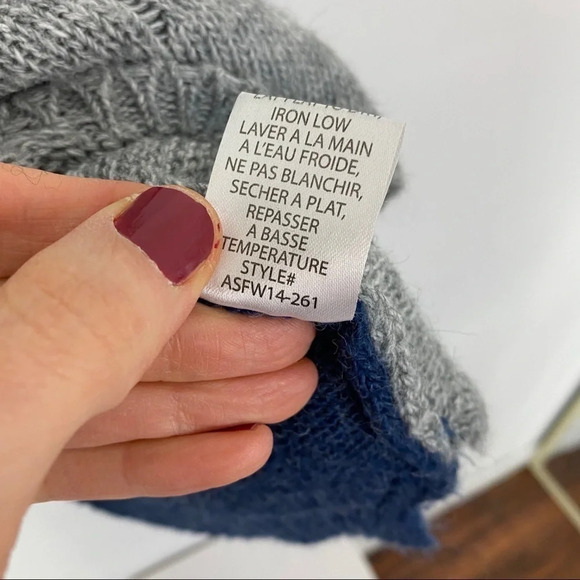 IRON LOW
LAVER A LA MAIN
A L'EAU FROIDE,
NE PAS BLANCHIR,
SECHER A PLAT,
REPASSER
A BASSE
TEMPERATURE
STYLE#
ASFW14-261